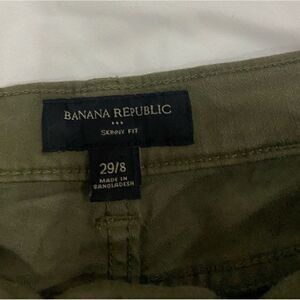 BANANA REPUBLIC
SKINNY FIT
29/8
MADE IN
BANGLADESH